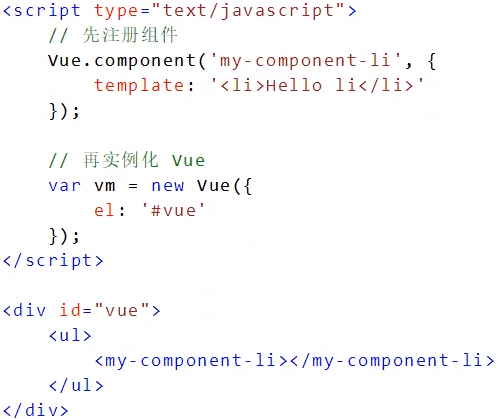 <script type="text/javascript">
    // 先注册组件
    Vue.component('my-component-li', {
        template: '<li>Hello li</li>'
    });

    // 再实例化 Vue
    var vm = new Vue({
        el: '#vue'
    });
</script>

<div id="vue">
    <ul>
        <my-component-li></my-component-li>
    </ul>
</div>